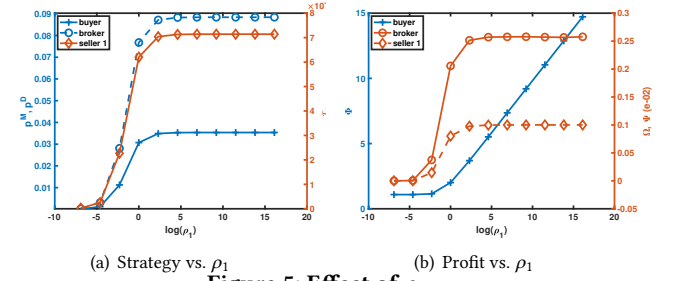 ×10
buyer
broker
seller 1
0.09
0.08
0.07
0.06
0.05
0.04
0.03
0.02
0.01
p^M, p^D
8
7
6
5
4
3
2
1
0
-10 -5 0 5 10 15 20
log(ρ₁)
(a) Strategy vs. ρ₁
buyer
broker
seller 1
15
10
5
0
Φ
0.3
0.25
0.2
0.15
0.1
0.05
0
-0.05
Ω, Ψ (e-02)
-10 -5 0 5 10 15 20
log(ρ₁)
(b) Profit vs. ρ₁
Figure 5: Effect of